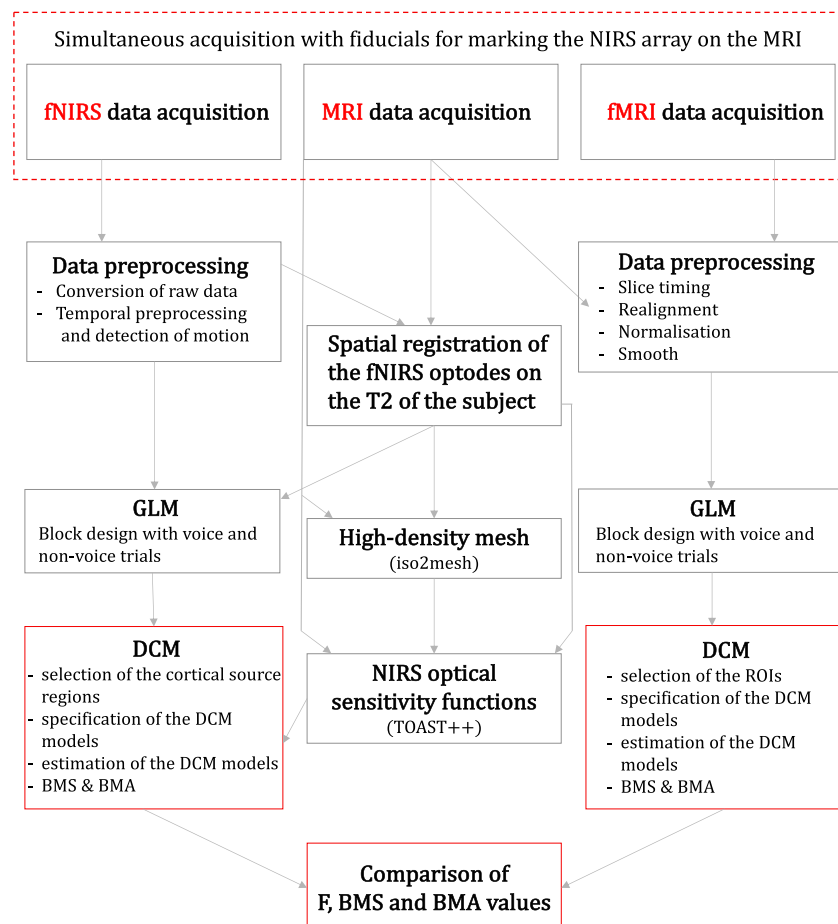 Simultaneous acquisition with fiducials for marking the NIRS array on the MRI
fNIRS data acquisition
MRI data acquisition
fMRI data acquisition
Data preprocessing
- Conversion of raw data
- Temporal preprocessing
and detection of motion
Data preprocessing
- Slice timing
- Realignment
- Normalisation
- Smooth
Spatial registration of
the fNIRS optodes on
the T2 of the subject
GLM
Block design with voice and
non-voice trials
High-density mesh
(iso2mesh)
GLM
Block design with voice and
non-voice trials
DCM
- selection of the cortical source
regions
- specification of the DCM
models
- estimation of the DCM models
- BMS & BMA
NIRS optical
sensitivity functions
(TOAST++)
DCM
- selection of the ROIs
- specification of the DCM
models
- estimation of the DCM
models
- BMS & BMA
Comparison of
F, BMS and BMA values